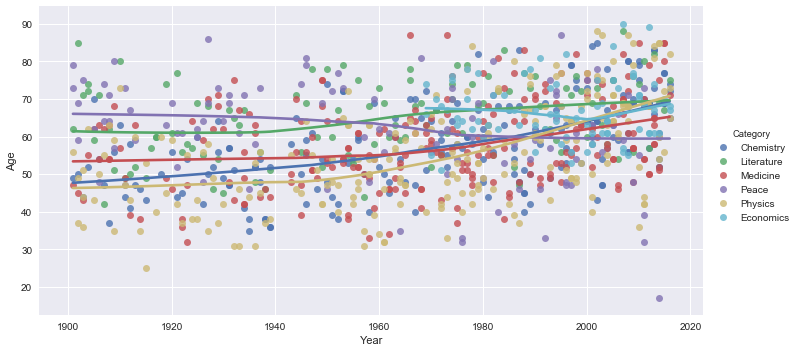 90
80
70
60
50
40
30
20
Age
1900
1920
1940
1960
1980
2000
2020
Year
Category
Chemistry
Literature
Medicine
Peace
Physics
Economics